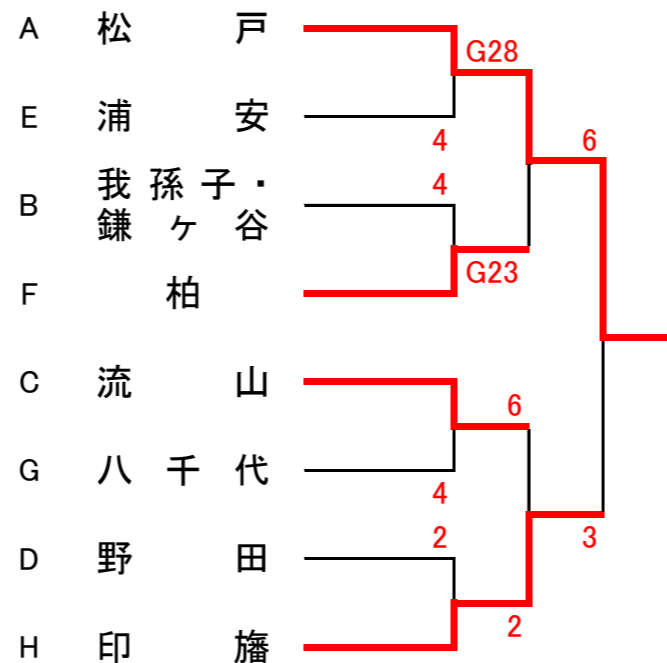 A 松戸
G28
E 浦安
4
6
B 我孫子・
鎌ヶ谷
4
G23
F 柏
C 流山
6
G 八千代
4
D 野田
2
3
2
H 印旛